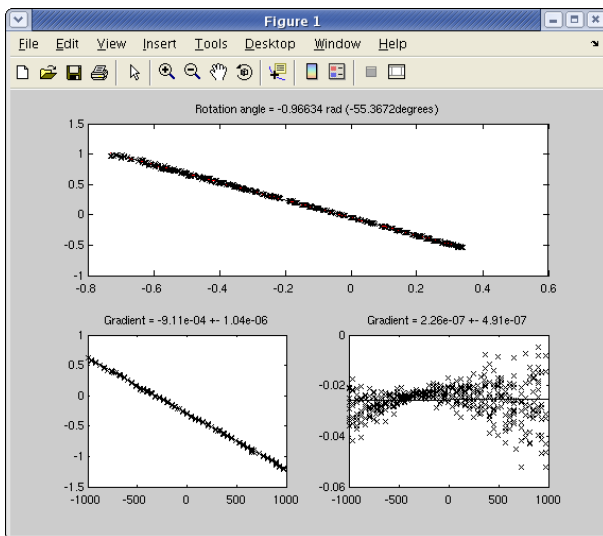 Figure 1
File Edit View Insert Tools Desktop Window Help
Rotation angle = -0.96634 rad (-55.3672degrees)
1.5
1
0.5
0
-0.5
-1
-0.8 -0.6 -0.4 -0.2 0 0.2 0.4 0.6
Gradient = -9.11e-04 +- 1.04e-06
1
0.5
0
-0.5
-1
-1.5
-1000 -500 0 500 1000
Gradient = 2.26e-07 +- 4.91e-07
0
-0.02
-0.04
-0.06
-1000 -500 0 500 1000